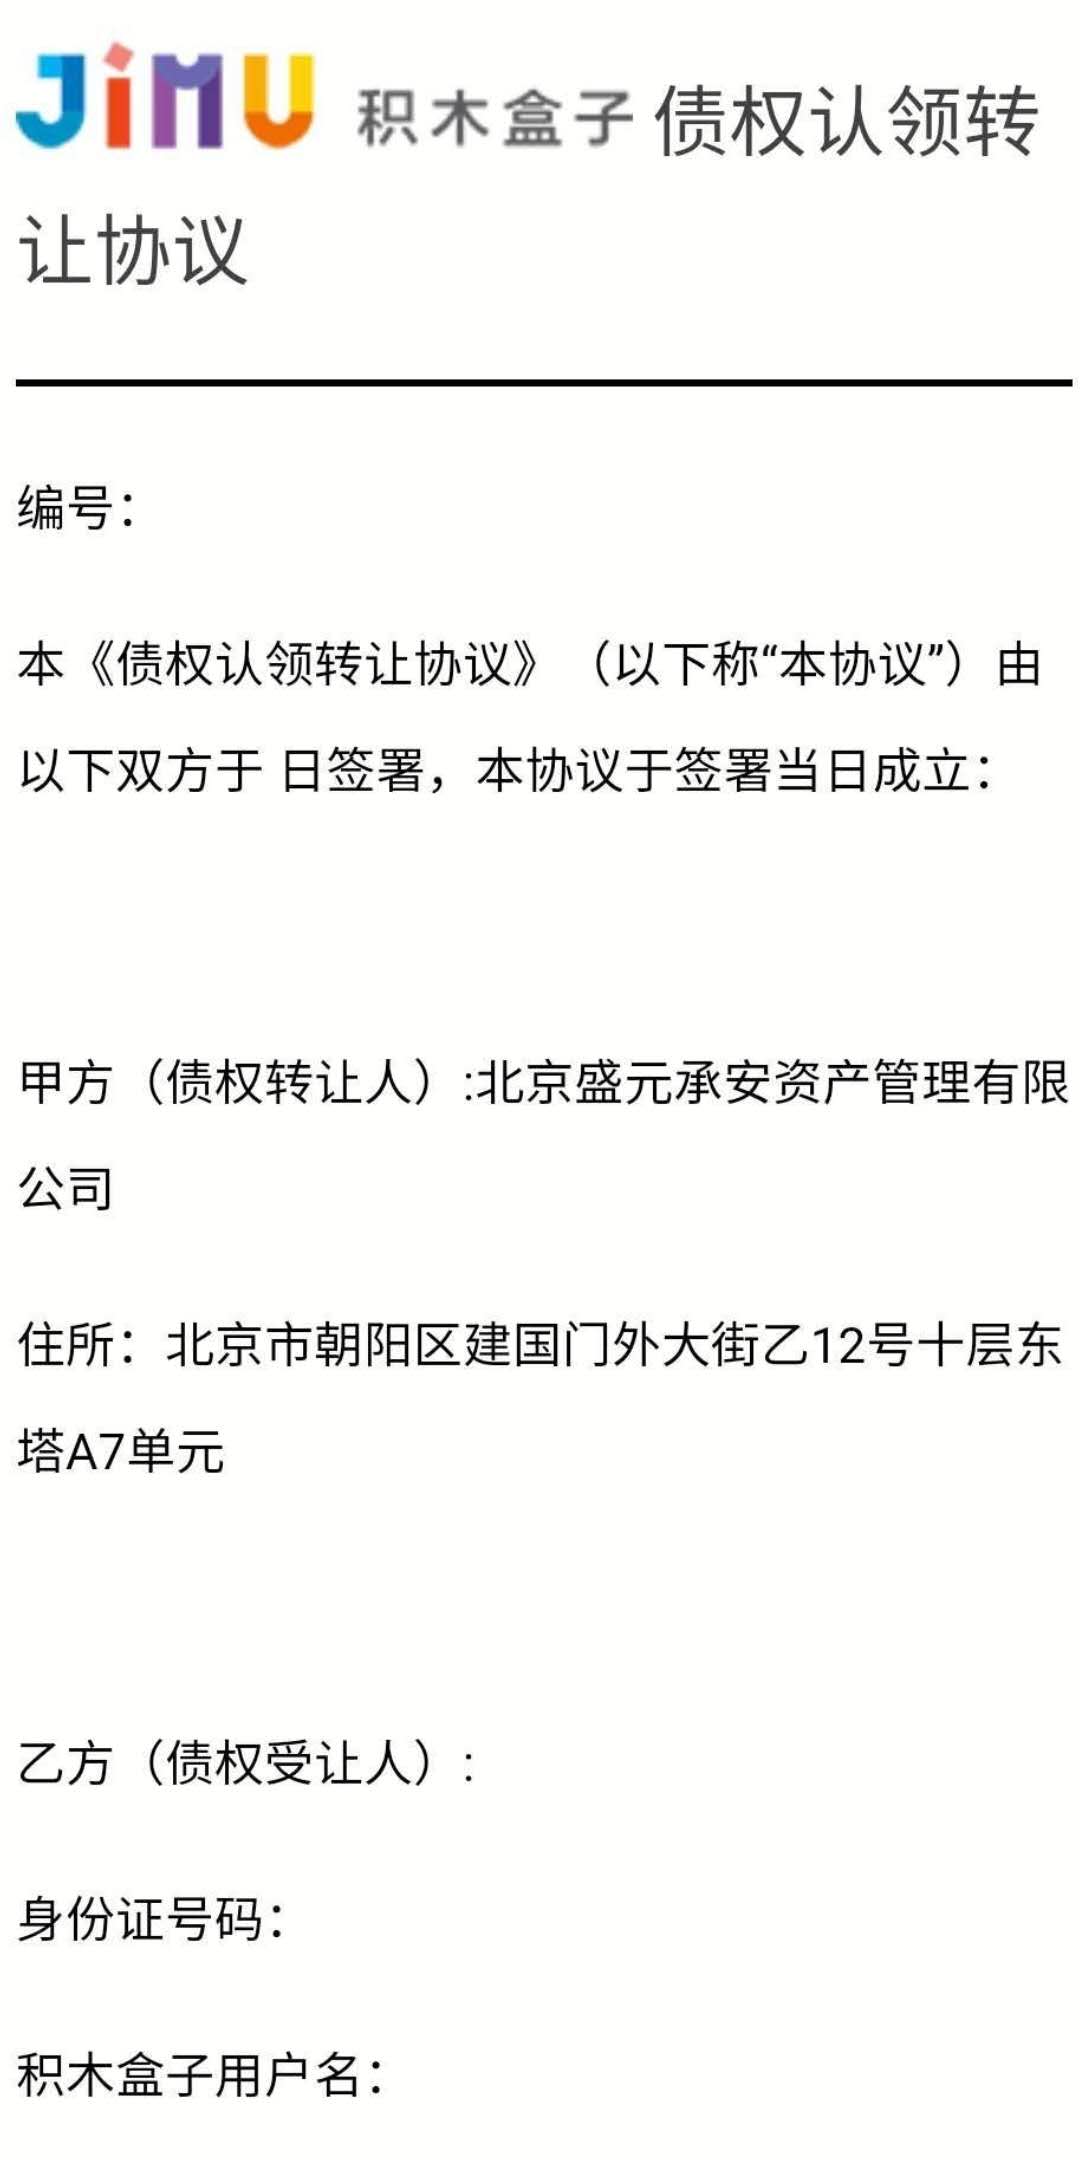 JiMU 积木盒子 债权认领转
让协议
编号：
本《债权认领转让协议》（以下称“本协议”）由
以下双方于 日签署，本协议于签署当日成立：
甲方（债权转让人）:北京盛元承安资产管理有限
公司
住所：北京市朝阳区建国门外大街乙12号十层东
塔A7单元
乙方（债权受让人）:
身份证号码：
积木盒子用户名：